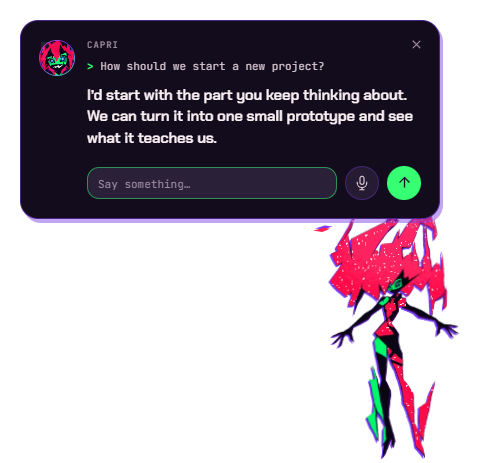 CAPRI
> How should we start a new project?
I'd start with the part you keep thinking about.
We can turn it into one small prototype and see
what it teaches us.
Say something…